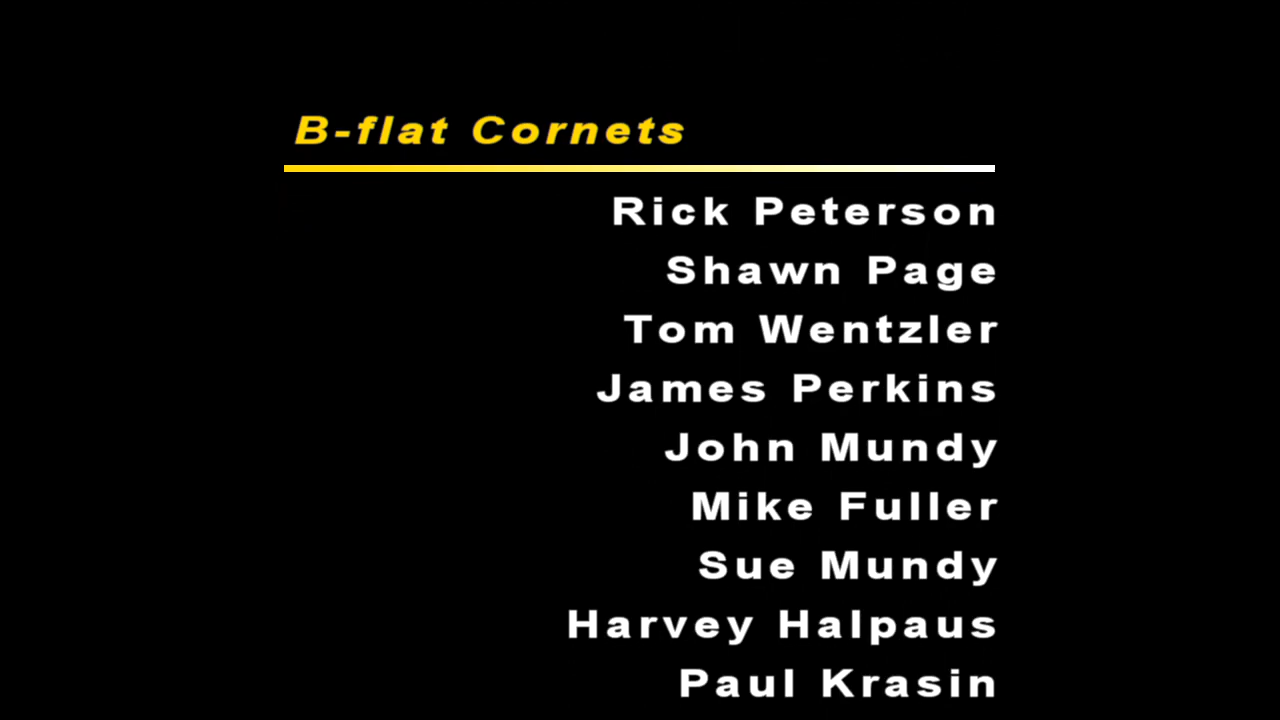 B-flat Cornets
Rick Peterson
Shawn Page
Tom Wentzler
James Perkins
John Mundy
Mike Fuller
Sue Mundy
Harvey Halpaus
Paul Krasin